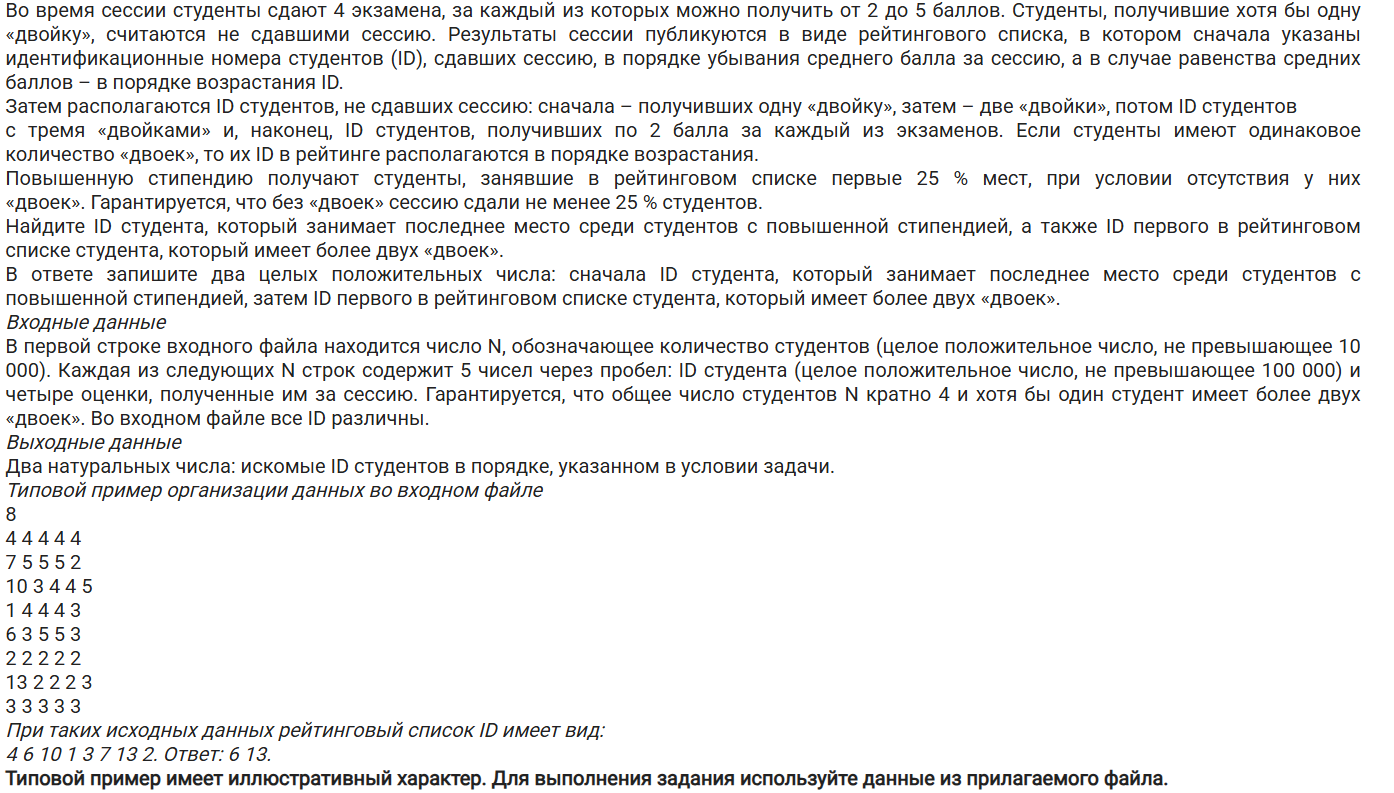 Во время сессии студенты сдают 4 экзамена, за каждый из которых можно получить от 2 до 5 баллов. Студенты, получившие хотя бы одну
«двойку», считаются не сдавшими сессию. Результаты сессии публикуются в виде рейтингового списка, в котором сначала указаны
идентификационные номера студентов (ID), сдавших сессию, в порядке убывания среднего балла за сессию, а в случае равенства средних
баллов – в порядке возрастания ID.
Затем располагаются ID студентов, не сдавших сессию: сначала – получивших одну «двойку», затем – две «двойки», потом ID студентов
с тремя «двойками» и, наконец, ID студентов, получивших по 2 балла за каждый из экзаменов. Если студенты имеют одинаковое
количество «двоек», то их ID в рейтинге располагаются в порядке возрастания.
Повышенную стипендию получают студенты, занявшие в рейтинговом списке первые 25 % мест, при условии отсутствия у них
«двоек». Гарантируется, что без «двоек» сессию сдали не менее 25 % студентов.
Найдите ID студента, который занимает последнее место среди студентов с повышенной стипендией, а также ID первого в рейтинговом
списке студента, который имеет более двух «двоек».
В ответе запишите два целых положительных числа: сначала ID студента, который занимает последнее место среди студентов с
повышенной стипендией, затем ID первого в рейтинговом списке студента, который имеет более двух «двоек».
Входные данные
В первой строке входного файла находится число N, обозначающее количество студентов (целое положительное число, не превышающее 10
000). Каждая из следующих N строк содержит 5 чисел через пробел: ID студента (целое положительное число, не превышающее 100 000) и
четыре оценки, полученные им за сессию. Гарантируется, что общее число студентов N кратно 4 и хотя бы один студент имеет более двух
«двоек». Во входном файле все ID различны.
Выходные данные
Два натуральных числа: искомые ID студентов в порядке, указанном в условии задачи.
Типовой пример организации данных во входном файле
8
4 4 4 4 4
7 5 5 5 2
10 3 4 4 5
1 4 4 4 3
6 3 5 5 3
2 2 2 2 2
13 2 2 2 3
3 3 3 3 3
При таких исходных данных рейтинговый список ID имеет вид:
4 6 10 1 3 7 13 2. Ответ: 6 13.
Типовой пример имеет иллюстративный характер. Для выполнения задания используйте данные из прилагаемого файла.